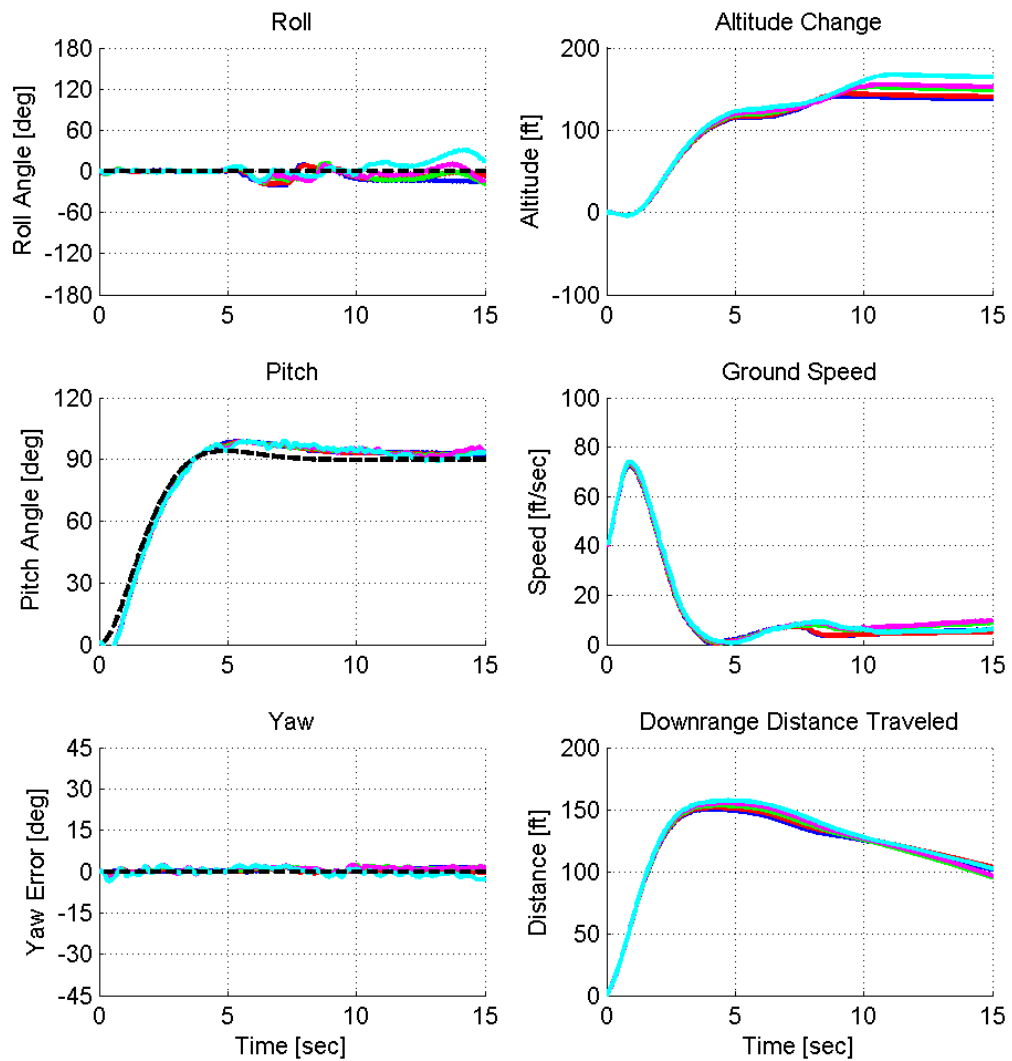 Roll
Roll Angle [deg]
180
120
60
0
-60
-120
-180
0 5 10 15
Altitude Change
Altitude [ft]
200
100
0
-100
0 5 10 15
Pitch
Pitch Angle [deg]
120
90
60
30
0
0 5 10 15
Ground Speed
Speed [ft/sec]
100
80
60
40
20
0
0 5 10 15
Yaw
Yaw Error [deg]
45
30
15
0
-15
-30
-45
0 5 10 15
Time [sec]
Downrange Distance Traveled
Distance [ft]
200
150
100
50
0
0 5 10 15
Time [sec]